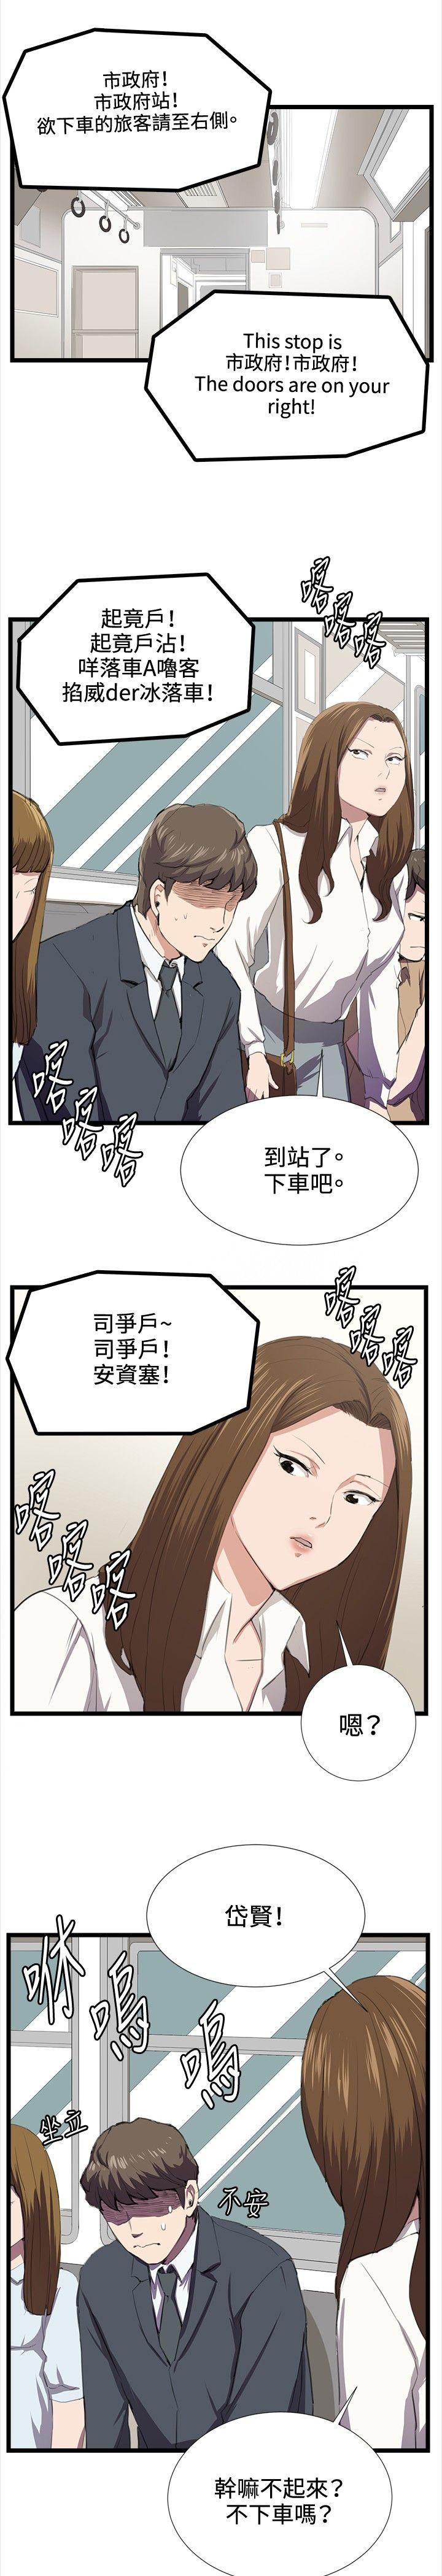 市政府！
市政府站！
欲下車的旅客請至右側。
This stop is
市政府！市政府！
The doors are on your
right!
喀
喀
喀
起竟戶！
起竟戶沾！
咩落車A嚕客
掐威der冰落車！
喀
喀
喀
到站了。
下車吧。
喀
喀
喀
司爭戶~
司爭戶！
安資塞！
喀
喀
喀
嗯？
岱賢！
咻
嗚
嗚
坐立
不安
幹嘛不起來？
不下車嗎？